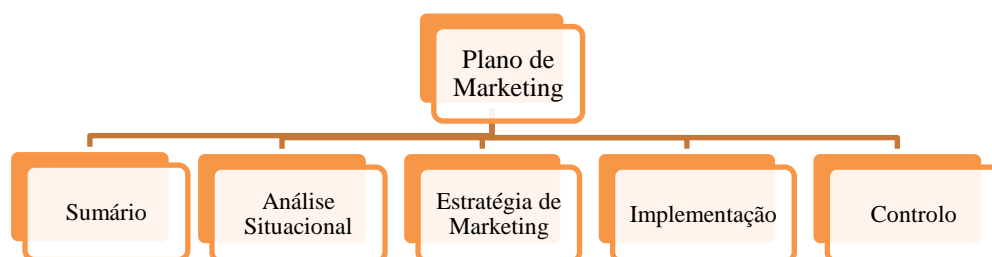 Plano de
Marketing
Sumário
Análise
Situacional
Estratégia de
Marketing
Implementação
Controlo